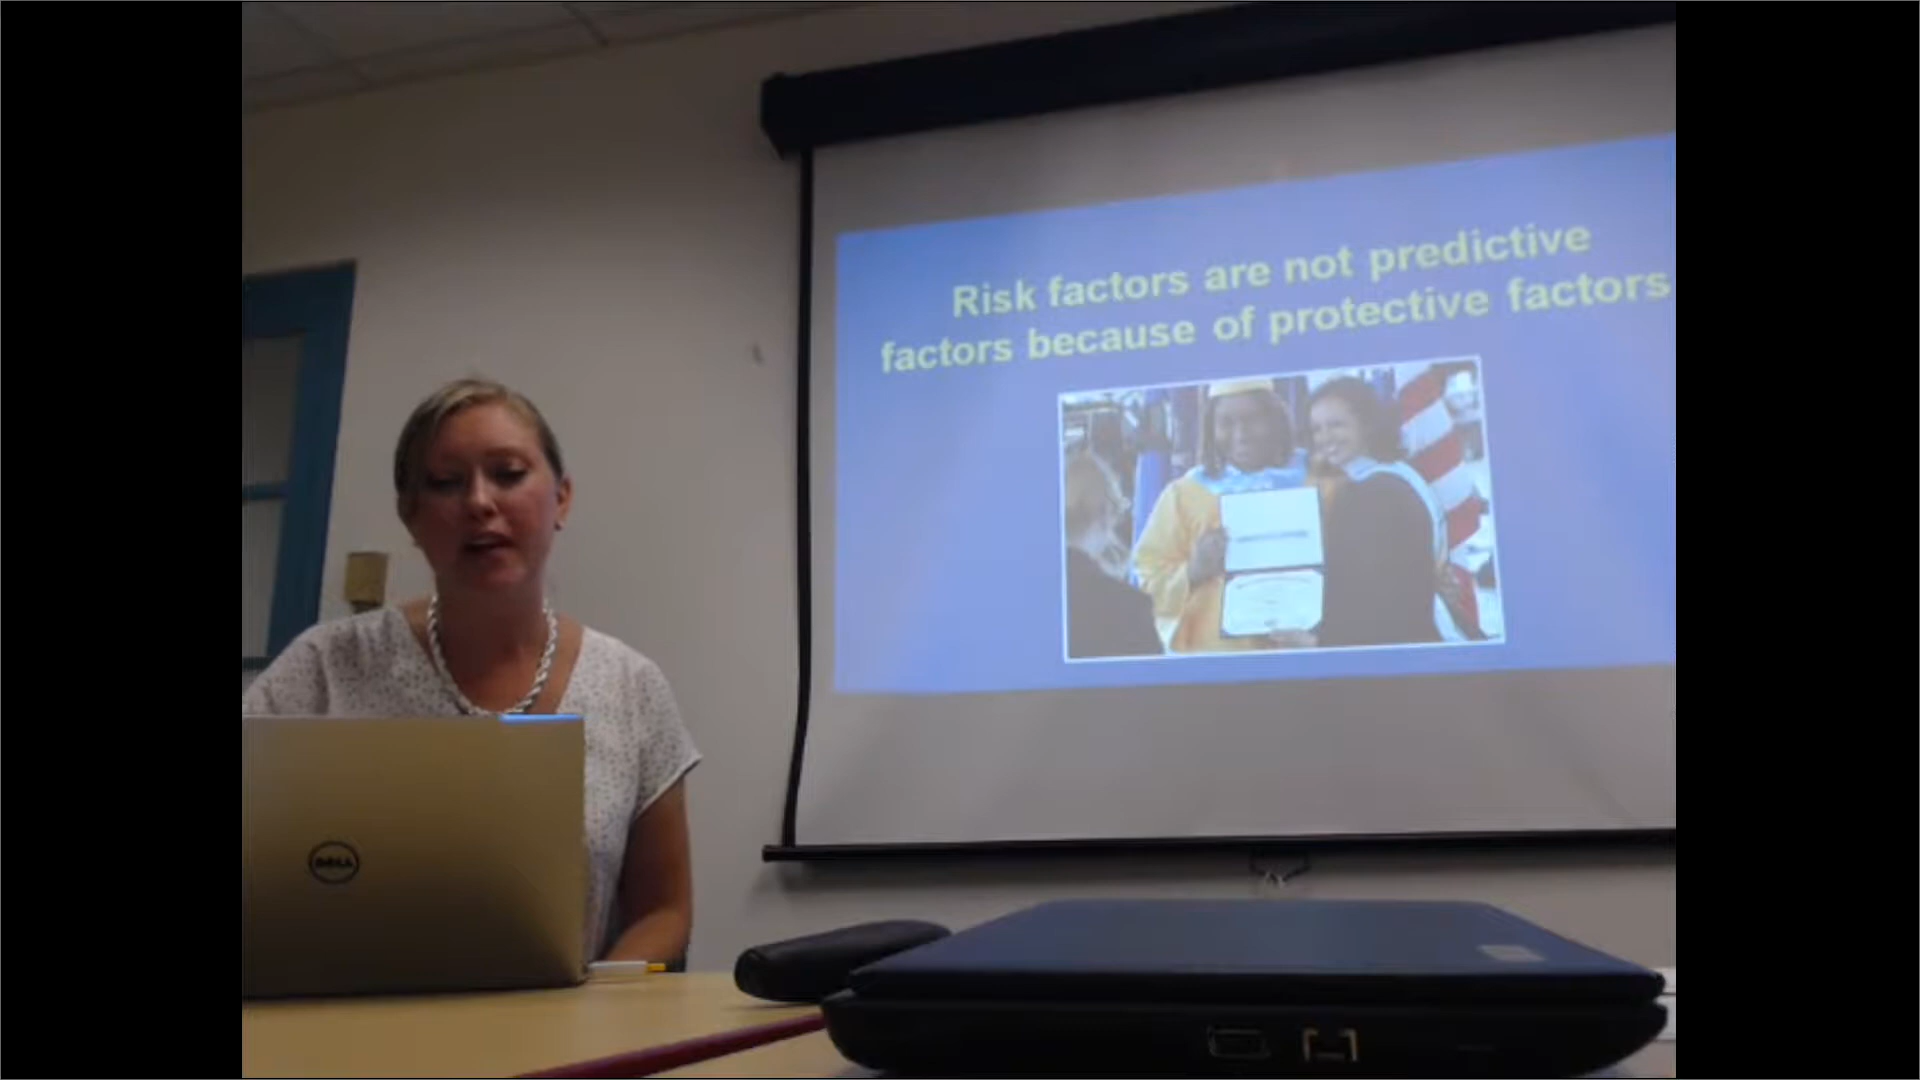 Risk factors are not predictive
factors because of protective factors
DELL